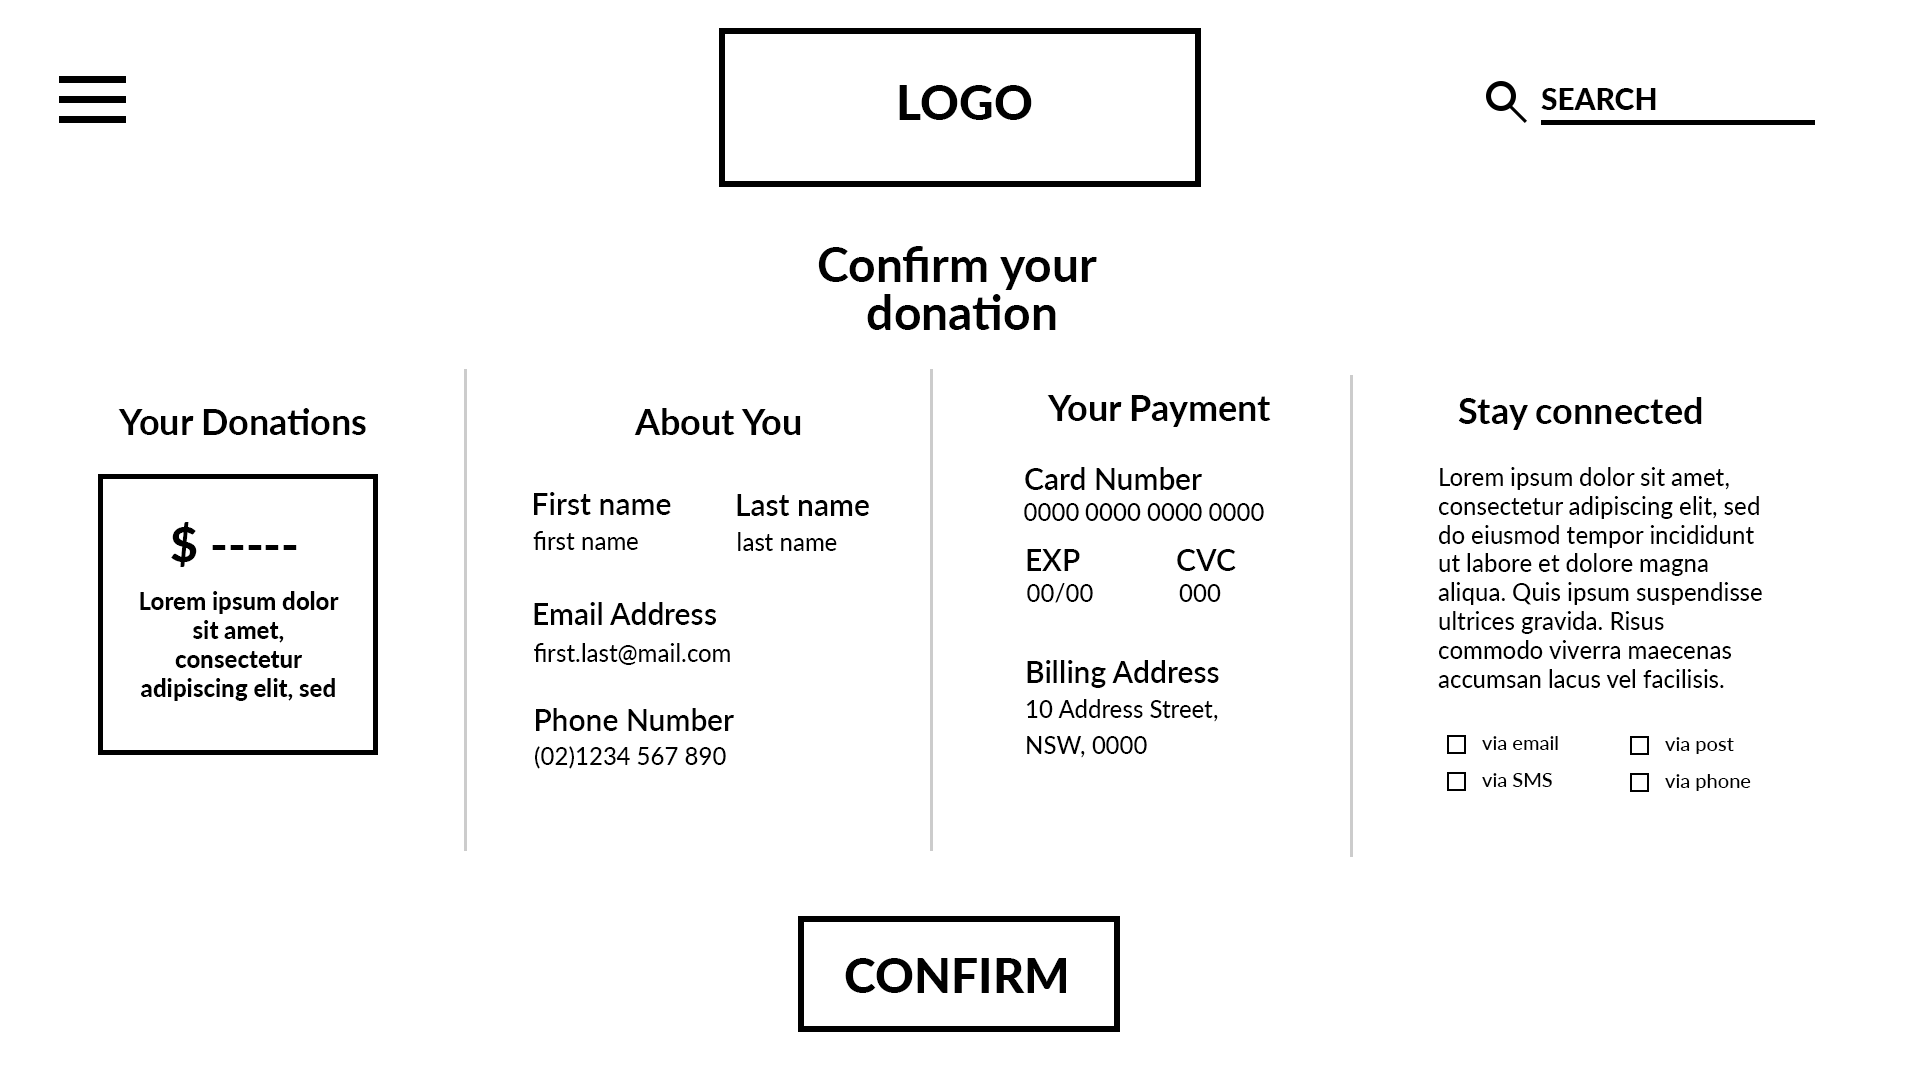 LOGO
SEARCH
Confirm your
donation
Your Donations
$ -----
Lorem ipsum dolor
sit amet,
consectetur
adipiscing elit, sed
About You
First name
Last name
first name
last name
Email Address
first.last@mail.com
Phone Number
(02)1234 567 890
Your Payment
Card Number
0000 0000 0000 0000
EXP
CVC
00/00
000
Billing Address
10 Address Street,
NSW, 0000
Stay connected
Lorem ipsum dolor sit amet,
consectetur adipiscing elit, sed
do eiusmod tempor incididunt
ut labore et dolore magna
aliqua. Quis ipsum suspendisse
ultrices gravida. Risus
commodo viverra maecenas
accumsan lacus vel facilisis.
via email
via post
via SMS
via phone
CONFIRM